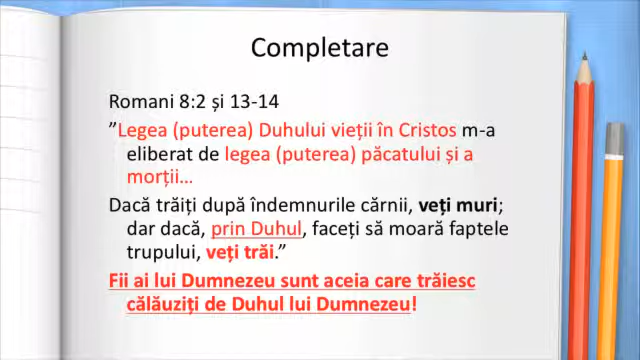 Completare
Romani 8:2 și 13-14
”Legea (puterea) Duhului vieții în Cristos m-a
eliberat de legea (puterea) păcatului și a
morții…
Dacă trăiți după îndemnurile cărnii, veți muri;
dar dacă, prin Duhul, faceți să moară faptele
trupului, veți trăi.”
Fii ai lui Dumnezeu sunt aceia care trăiesc
călăuziți de Duhul lui Dumnezeu!